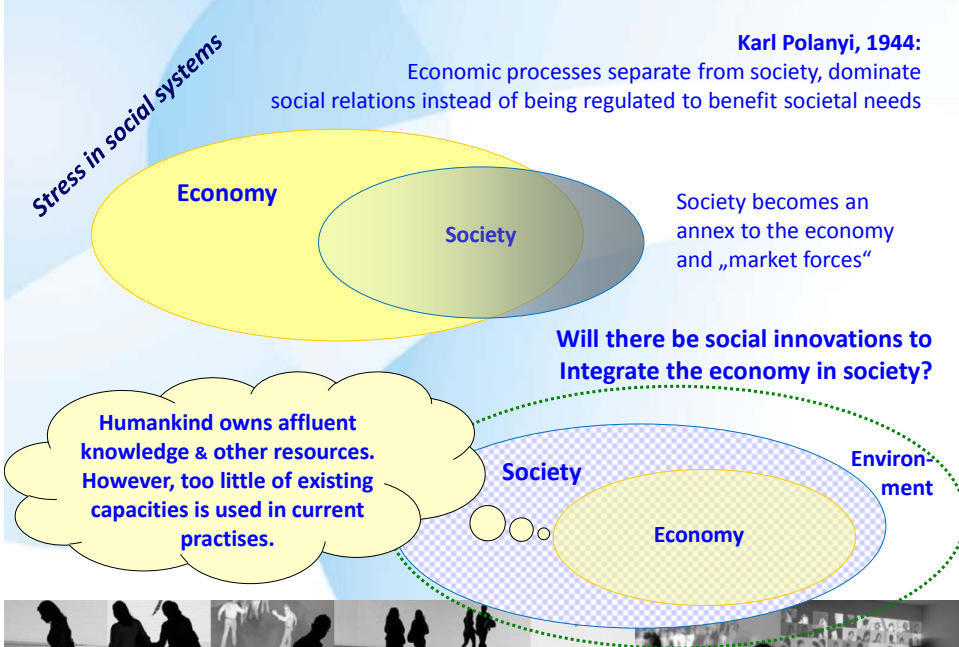 Stress in social systems
Karl Polanyi, 1944:
Economic processes separate from society, dominate
social relations instead of being regulated to benefit societal needs
Economy
Society
Society becomes an
annex to the economy
and „market forces“
Will there be social innovations to
Integrate the economy in society?
Humankind owns affluent
knowledge & other resources.
However, too little of existing
capacities is used in current
practises.
Society
Environ-
ment
Economy